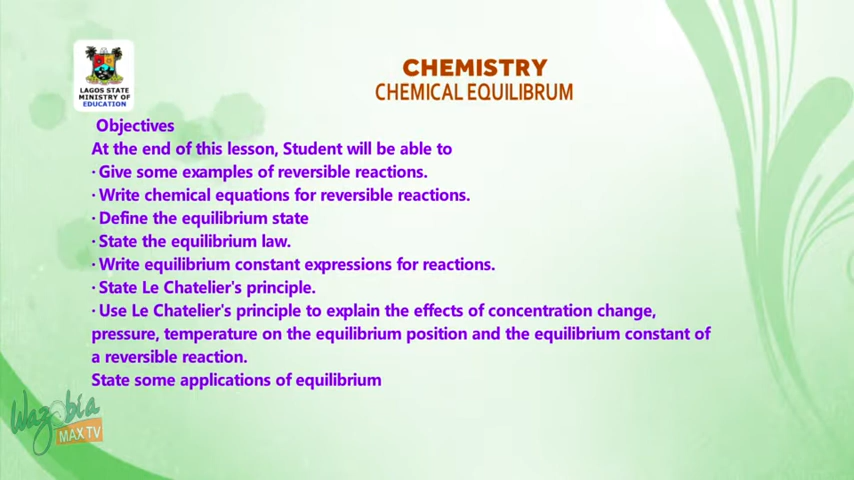 LAGOS STATE
MINISTRY OF
EDUCATION
CHEMISTRY
CHEMICAL EQUILIBRUM
Objectives
At the end of this lesson, Student will be able to
· Give some examples of reversible reactions.
· Write chemical equations for reversible reactions.
· Define the equilibrium state
· State the equilibrium law.
· Write equilibrium constant expressions for reactions.
· State Le Chatelier's principle.
· Use Le Chatelier's principle to explain the effects of concentration change,
pressure, temperature on the equilibrium position and the equilibrium constant of
a reversible reaction.
State some applications of equilibrium
Wazobia
MAX TV